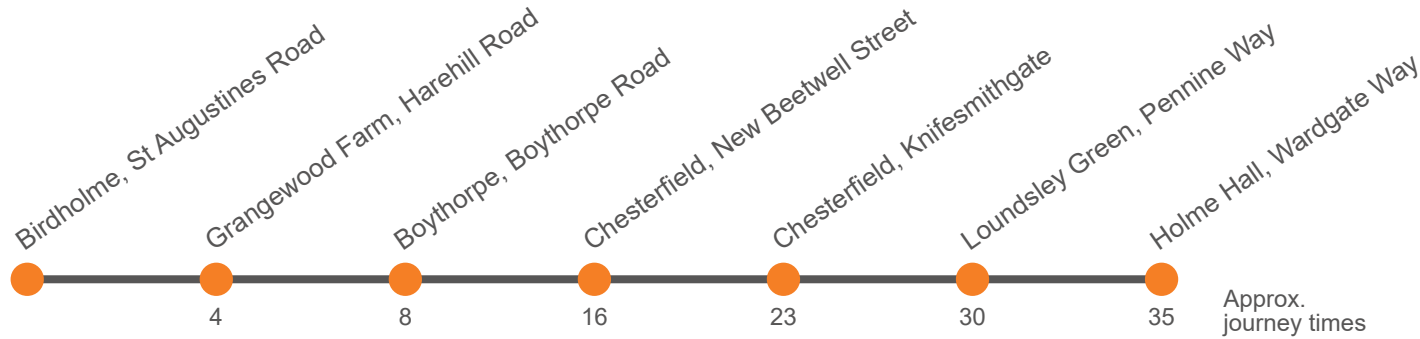 Birdholme, St Augustines Road
Grangewood Farm, Harehill Road
Boythorpe, Boythorpe Road
Chesterfield, New Beetwell Street
Chesterfield, Knifesmithgate
Loundsley Green, Pennine Way
Holme Hall, Wardgate Way
4 8 16 23 30 35
Approx.
journey times